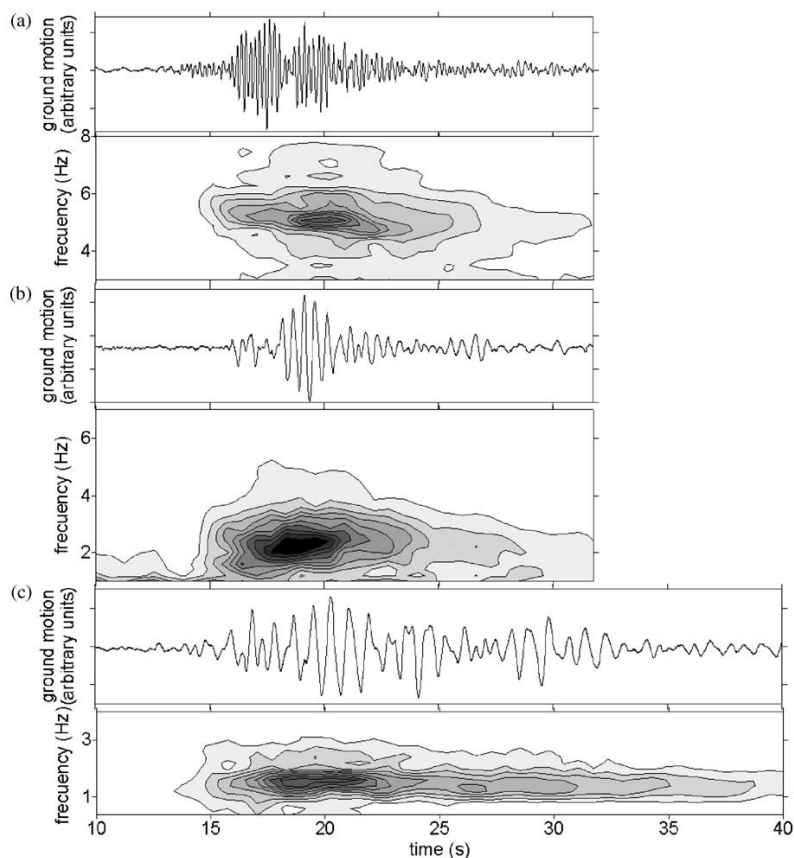 (a)
ground motion
(arbitrary units)
8
6
4
frecuency (Hz)
(b)
ground motion
(arbitrary units)
6
4
2
frecuency (Hz)
(c)
ground motion
(arbitrary units)
3
1
frecuency (Hz)
10 15 20 25 30 35 40
time (s)